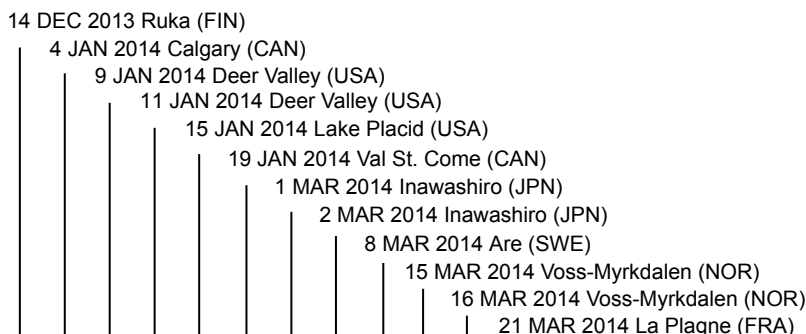 14 DEC 2013 Ruka (FIN)
4 JAN 2014 Calgary (CAN)
9 JAN 2014 Deer Valley (USA)
11 JAN 2014 Deer Valley (USA)
15 JAN 2014 Lake Placid (USA)
19 JAN 2014 Val St. Come (CAN)
1 MAR 2014 Inawashiro (JPN)
2 MAR 2014 Inawashiro (JPN)
8 MAR 2014 Are (SWE)
15 MAR 2014 Voss-Myrkdalen (NOR)
16 MAR 2014 Voss-Myrkdalen (NOR)
21 MAR 2014 La Plagne (FRA)